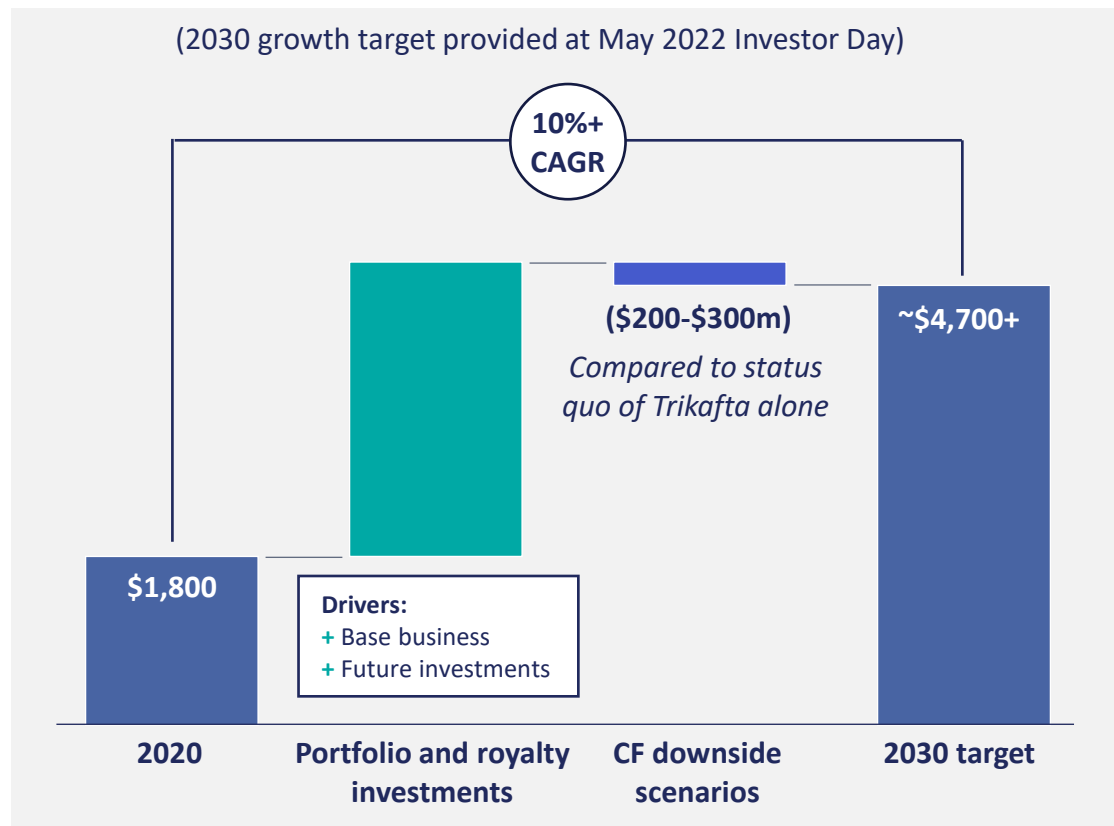 (2030 growth target provided at May 2022 Investor Day)
10%+
CAGR
($200-$300m)
Compared to status
quo of Trikafta alone
~$4,700+
$1,800
Drivers:
+ Base business
+ Future investments
2020
Portfolio and royalty
investments
CF downside
scenarios
2030 target